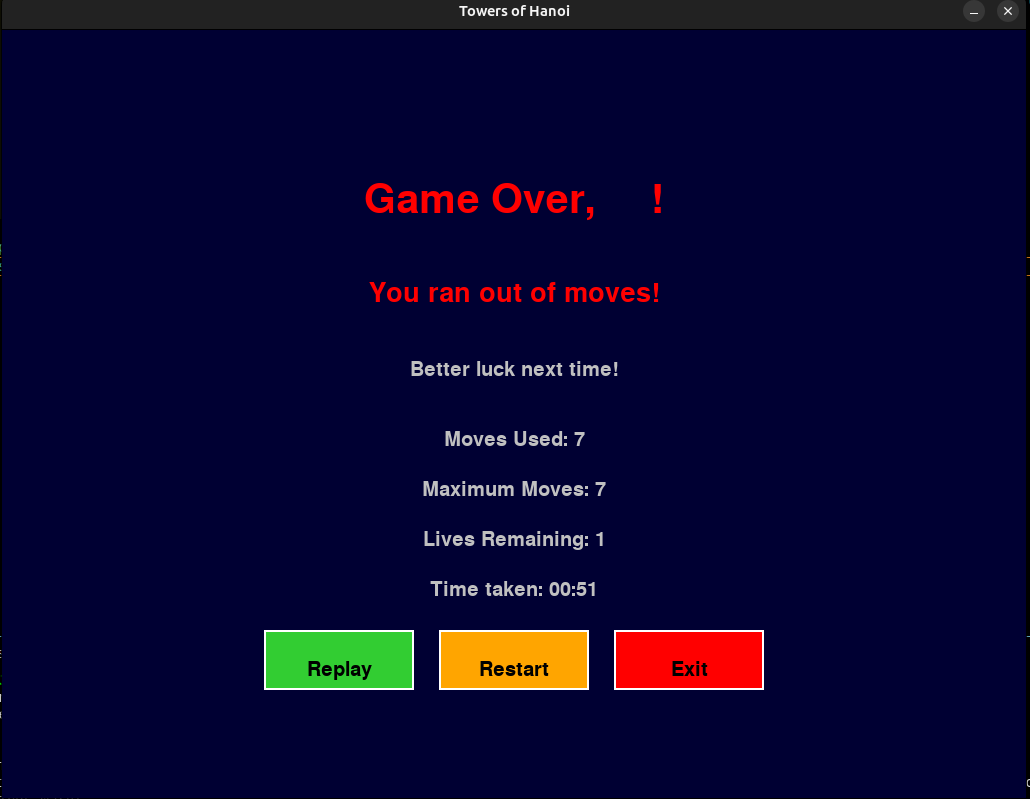 Towers of Hanoi
Game Over, !
You ran out of moves!
Better luck next time!
Moves Used: 7
Maximum Moves: 7
Lives Remaining: 1
Time taken: 00:51
Replay Restart Exit